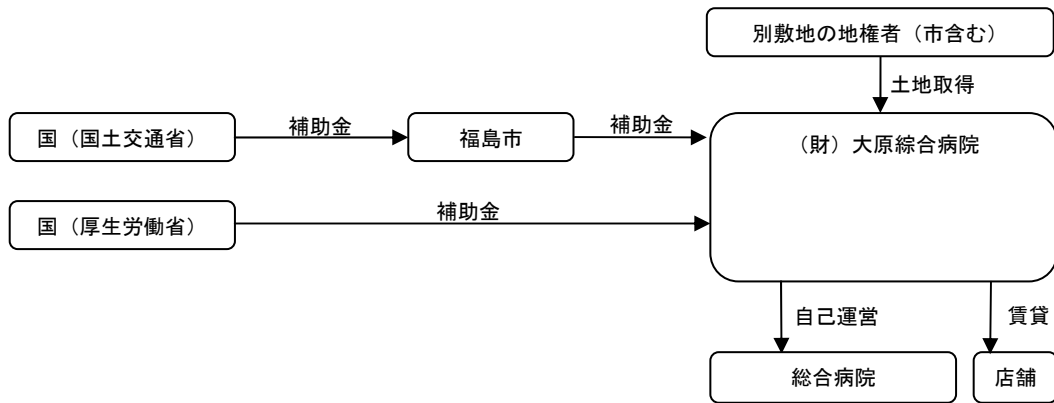 別敷地の地権者（市含む）
土地取得
国（国土交通省）
補助金
福島市
補助金
（財）大原綜合病院
国（厚生労働省）
補助金
自己運営
賃貸
総合病院
店舗